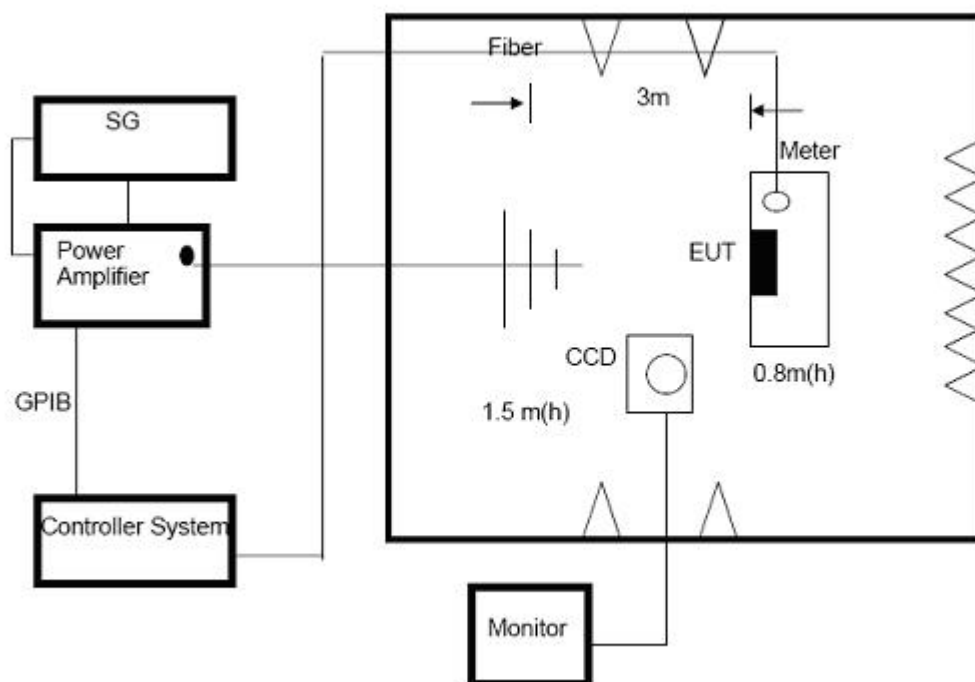 Fiber
3m
SG
Meter
Power
Amplifier
EUT
CCD
0.8m(h)
GPIB
1.5 m(h)
Controller System
Monitor